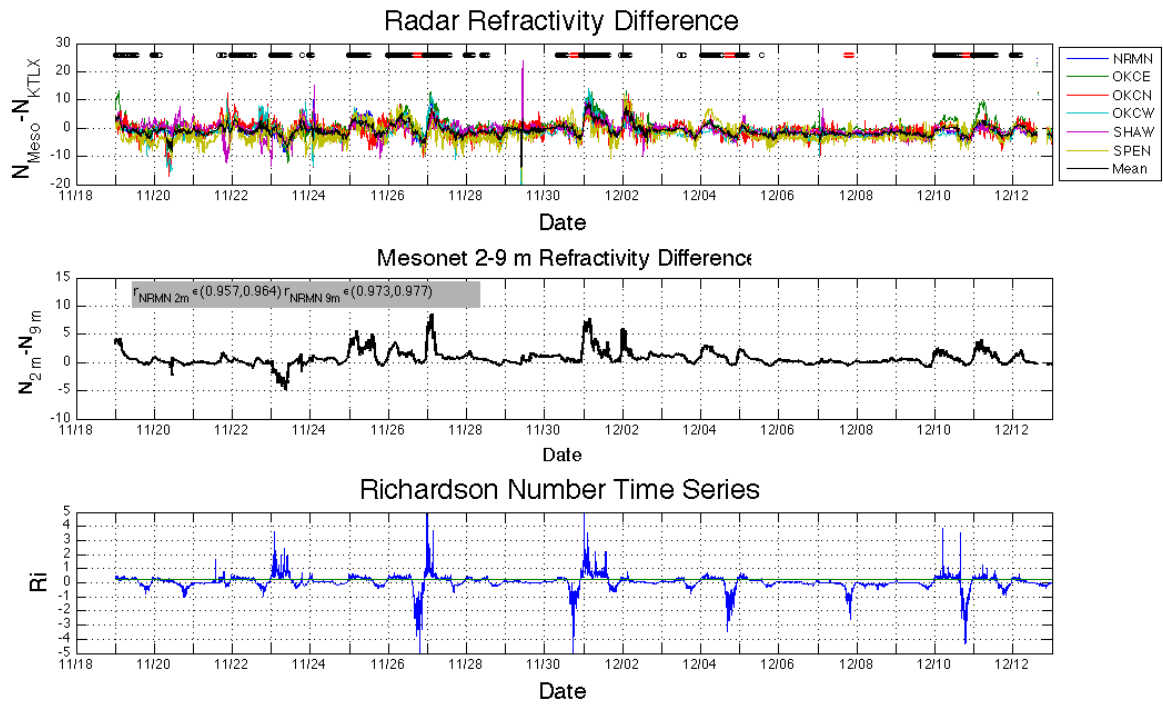 Radar Refractivity Difference
30
20
10
0
-10
-20
N_Meso -N_KTLX
11/18 11/20 11/22 11/24 11/26 11/28 11/30 12/02 12/04 12/06 12/08 12/10 12/12
Date
NRMN
OKCE
OKCN
OKCW
SHAW
SPEN
Mean
Mesonet 2-9 m Refractivity Difference
15
10
5
0
-5
-10
N_2 m-N_9 m
r_NRMN 2m ∈(0.957,0.964) r_NRMN 9m ∈(0.973,0.977)
11/18 11/20 11/22 11/24 11/26 11/28 11/30 12/02 12/04 12/06 12/08 12/10 12/12
Date
Richardson Number Time Series
5
4
3
2
1
0
-1
-2
-3
-4
-5
Ri
11/18 11/20 11/22 11/24 11/26 11/28 11/30 12/02 12/04 12/06 12/08 12/10 12/12
Date